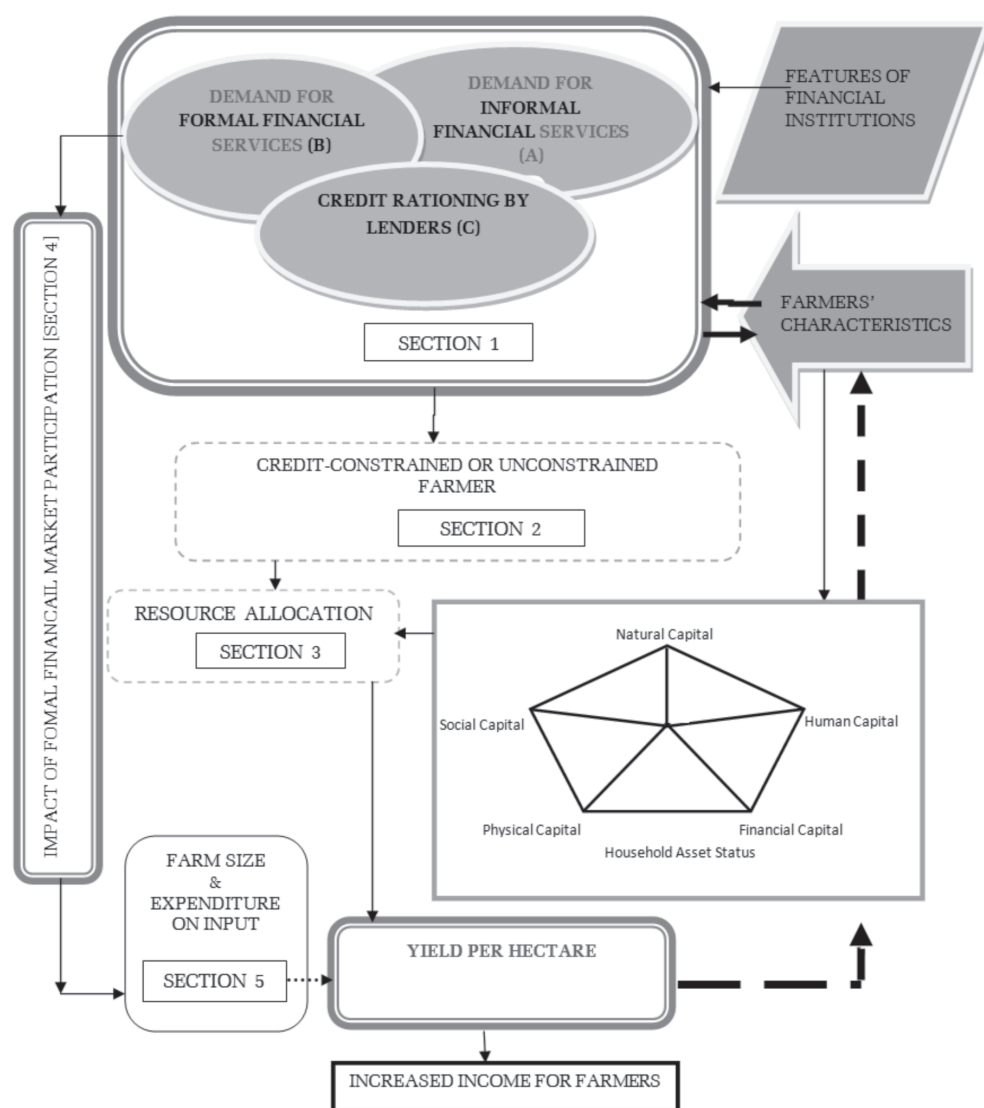 DEMAND FOR
FORMAL FINANCIAL
SERVICES (B)
DEMAND FOR
INFORMAL
FINANCIAL SERVICES
(A)
CREDIT RATIONING BY
LENDERS (C)
SECTION 1
FEATURES OF
FINANCIAL
INSTITUTIONS
FARMERS'
CHARACTERISTICS
IMPACT OF FOMAL FINANCAIL MARKET PARTICIPATION [SECTION 4]
CREDIT-CONSTRAINED OR UNCONSTRAINED
FARMER
SECTION 2
RESOURCE ALLOCATION
SECTION 3
Natural Capital
Social Capital
Human Capital
Physical Capital
Financial Capital
Household Asset Status
FARM SIZE
&
EXPENDITURE
ON INPUT
SECTION 5
YIELD PER HECTARE
INCREASED INCOME FOR FARMERS